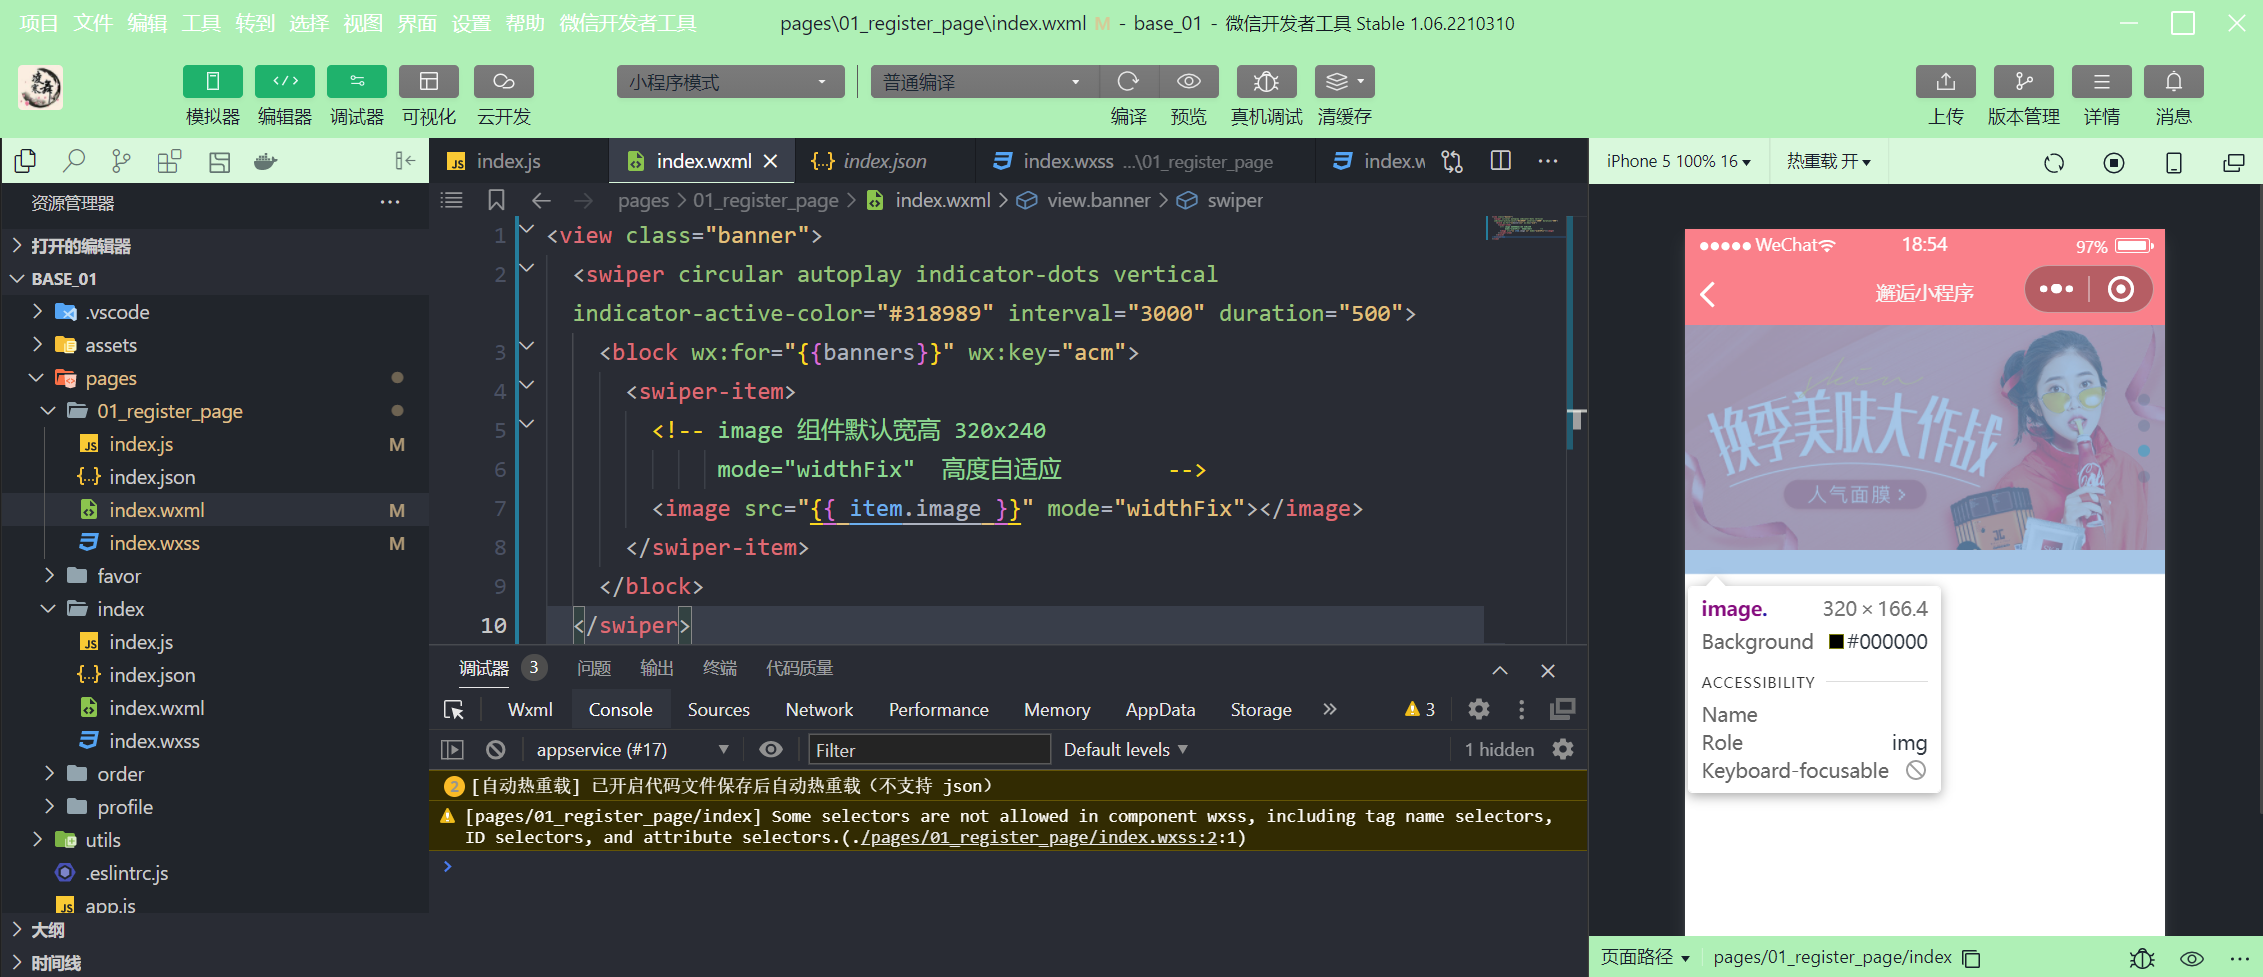 项目 文件 编辑 工具 转到 选择 视图 界面 设置 帮助 微信开发者工具
pages\01_register_page\index.wxml M - base_01 - 微信开发者工具 Stable 1.06.2210310
模拟器 编辑器 调试器 可视化 云开发
小程序模式
普通编译
编译 预览 真机调试 清缓存
上传 版本管理 详情 消息
资源管理器
打开的编辑器
BASE_01
.vscode
assets
pages
01_register_page
index.js M
index.json
index.wxml M
index.wxss M
favor
index
index.js
index.json
index.wxml
index.wxss
order
profile
utils
.eslintrc.js
app.js
大纲
时间线
index.js index.wxml index.json index.wxss ...\01_register_page index.w
pages > 01_register_page > index.wxml > view.banner > swiper
1 <view class="banner">
2 <swiper circular autoplay indicator-dots vertical
indicator-active-color="#318989" interval="3000" duration="500">
3 <block wx:for="{{banners}}" wx:key="acm">
4 <swiper-item>
5 <!-- image 组件默认宽高 320x240
6 mode="widthFix" 高度自适应 -->
7 <image src="{{ item.image }}" mode="widthFix"></image>
8 </swiper-item>
9 </block>
10 </swiper>
调试器 3 问题 输出 终端 代码质量
Wxml Console Sources Network Performance Memory AppData Storage » 3
appservice (#17) Filter Default levels 1 hidden
2 [自动热重载] 已开启代码文件保存后自动热重载（不支持 json）
[pages/01_register_page/index] Some selectors are not allowed in component wxss, including tag name selectors,
ID selectors, and attribute selectors.(./pages/01_register_page/index.wxss:2:1)
iPhone 5 100% 16 热重载 开
WeChat 18:54 97%
邂逅小程序
skin
换季美肤大作战
人气面膜 >
image. 320 × 166.4
Background #000000
ACCESSIBILITY
Name
Role img
Keyboard-focusable
页面路径 pages/01_register_page/index